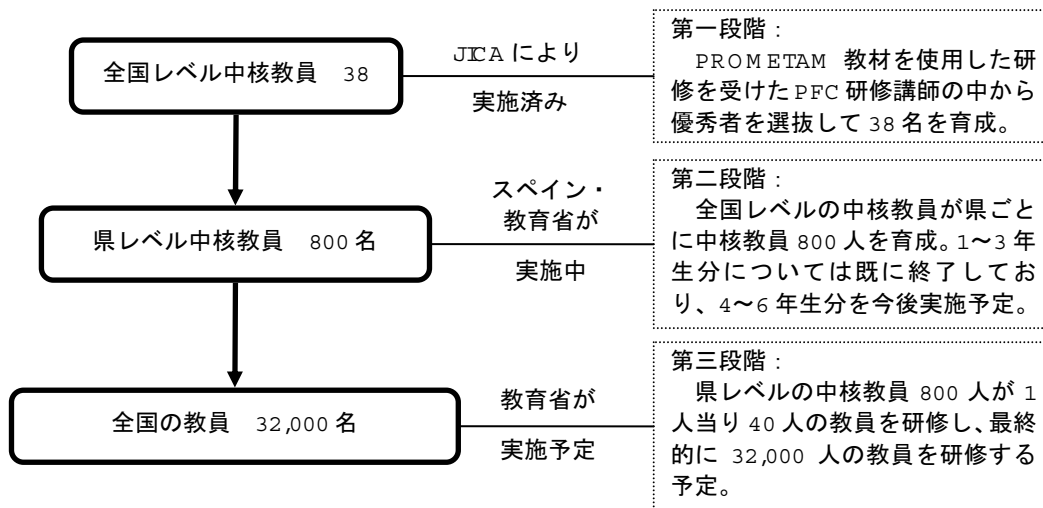 全国レベル中核教員 38
JICA により
実施済み
第一段階：
PROMETAM 教材を使用した研
修を受けた PFC 研修講師の中から
優秀者を選抜して 38 名を育成。
県レベル中核教員 800 名
スペイン・
教育省が
実施中
第二段階：
全国レベルの中核教員が県ごと
に中核教員 800 人を育成。1～3 年
生分については既に終了してお
り、4～6 年生分を今後実施予定。
全国の教員 32,000 名
教育省が
実施予定
第三段階：
県レベルの中核教員 800 人が 1
人当り 40 人の教員を研修し、最終
的に 32,000 人の教員を研修する
予定。